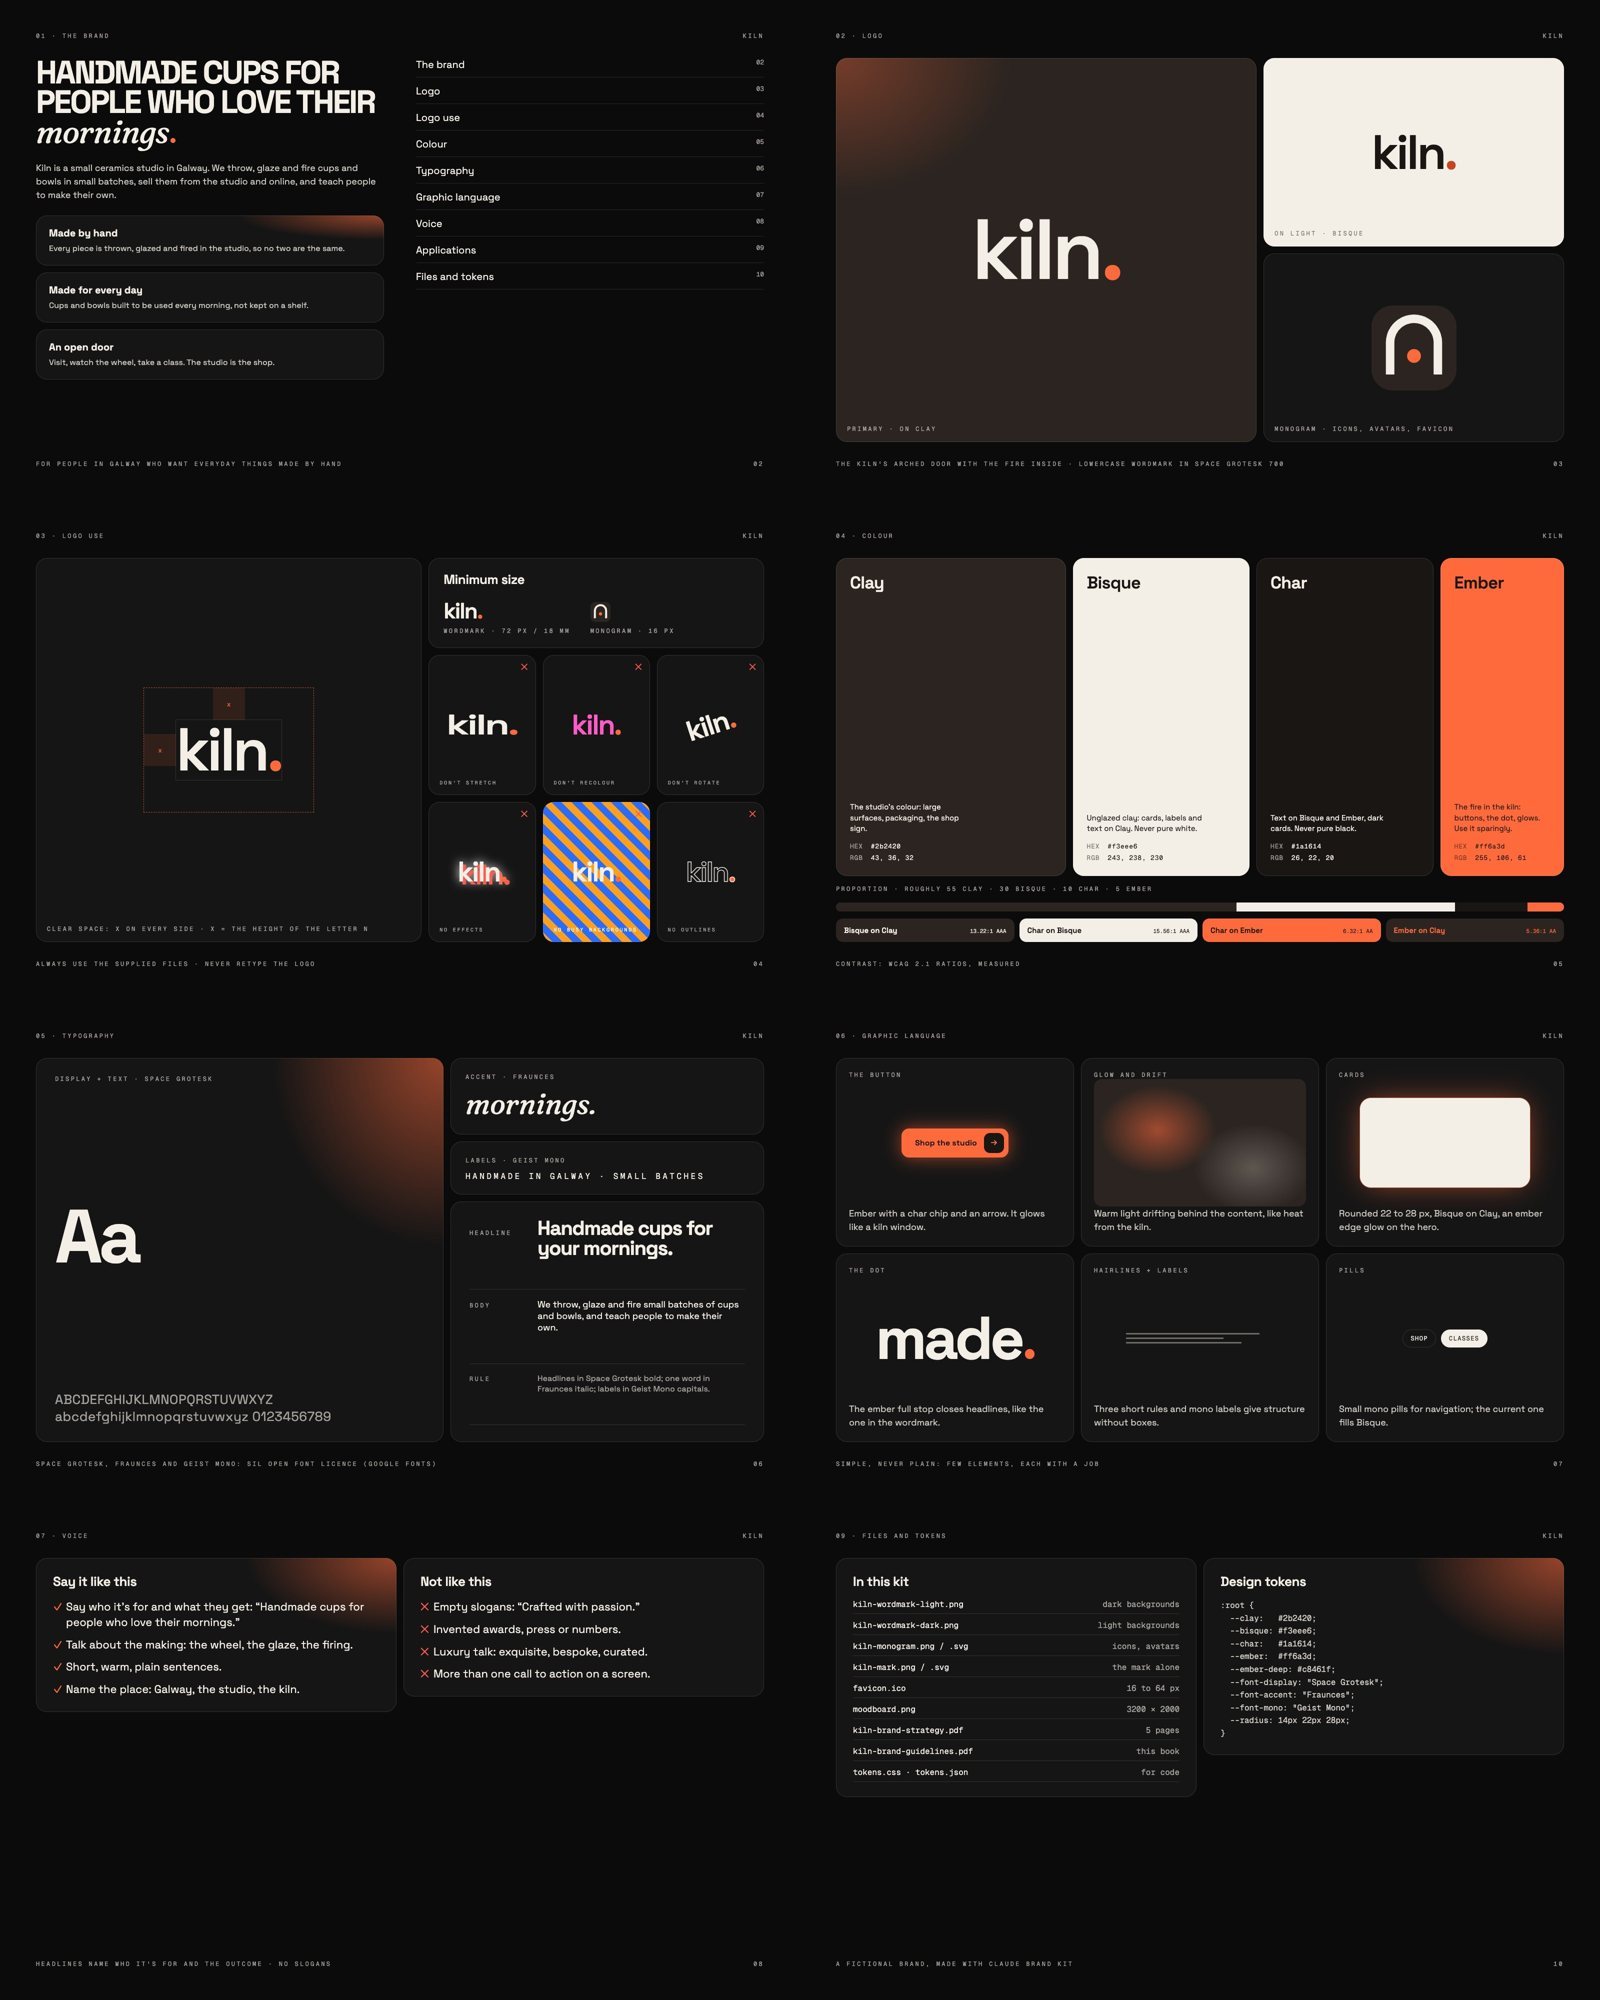 01 · THE BRAND
KILN
HANDMADE CUPS FOR
PEOPLE WHO LOVE THEIR
mornings.
Kiln is a small ceramics studio in Galway. We throw, glaze and fire cups and
bowls in small batches, sell them from the studio and online, and teach people
to make their own.
Made by hand
Every piece is thrown, glazed and fired in the studio, so no two are the same.
Made for every day
Cups and bowls built to be used every morning, not kept on a shelf.
An open door
Visit, watch the wheel, take a class. The studio is the shop.
The brand 02
Logo 03
Logo use 04
Colour 05
Typography 06
Graphic language 07
Voice 08
Applications 09
Files and tokens 10
FOR PEOPLE IN GALWAY WHO WANT EVERYDAY THINGS MADE BY HAND
02
02 · LOGO
KILN
kiln.
PRIMARY · ON CLAY
kiln.
ON LIGHT · BISQUE
MONOGRAM · ICONS, AVATARS, FAVICON
THE KILN'S ARCHED DOOR WITH THE FIRE INSIDE · LOWERCASE WORDMARK IN SPACE GROTESK 700
03
03 · LOGO USE
KILN
x
x
kiln.
CLEAR SPACE: X ON EVERY SIDE · X = THE HEIGHT OF THE LETTER N
Minimum size
kiln.
WORDMARK · 72 PX / 18 MM
MONOGRAM · 16 PX
kiln.
DON'T STRETCH
kiln.
DON'T RECOLOUR
kiln.
DON'T ROTATE
kiln.
NO EFFECTS
kiln.
NO BUSY BACKGROUNDS
kiln.
NO OUTLINES
ALWAYS USE THE SUPPLIED FILES · NEVER RETYPE THE LOGO
04
04 · COLOUR
KILN
Clay
The studio's colour: large
surfaces, packaging, the shop
sign.
HEX #2b2420
RGB 43, 36, 32
Bisque
Unglazed clay: cards, labels and
text on Clay. Never pure white.
HEX #f3eee6
RGB 243, 238, 230
Char
Text on Bisque and Ember, dark
cards. Never pure black.
HEX #1a1614
RGB 26, 22, 20
Ember
The fire in the kiln:
buttons, the dot, glows.
Use it sparingly.
HEX #ff6a3d
RGB 255, 106, 61
PROPORTION · ROUGHLY 55 CLAY · 30 BISQUE · 10 CHAR · 5 EMBER
Bisque on Clay 13.22:1 AAA
Char on Bisque 15.56:1 AAA
Char on Ember 6.32:1 AA
Ember on Clay 5.36:1 AA
CONTRAST: WCAG 2.1 RATIOS, MEASURED
05
05 · TYPOGRAPHY
KILN
DISPLAY + TEXT · SPACE GROTESK
Aa
ABCDEFGHIJKLMNOPQRSTUVWXYZ
abcdefghijklmnopqrstuvwxyz 0123456789
ACCENT · FRAUNCES
mornings.
LABELS · GEIST MONO
HANDMADE IN GALWAY · SMALL BATCHES
HEADLINE
Handmade cups for
your mornings.
BODY
We throw, glaze and fire small batches of cups
and bowls, and teach people to make their
own.
RULE
Headlines in Space Grotesk bold; one word in
Fraunces italic; labels in Geist Mono capitals.
SPACE GROTESK, FRAUNCES AND GEIST MONO: SIL OPEN FONT LICENCE (GOOGLE FONTS)
06
06 · GRAPHIC LANGUAGE
KILN
THE BUTTON
Shop the studio →
Ember with a char chip and an arrow. It glows
like a kiln window.
GLOW AND DRIFT
Warm light drifting behind the content, like heat
from the kiln.
CARDS
Rounded 22 to 28 px, Bisque on Clay, an ember
edge glow on the hero.
THE DOT
made.
The ember full stop closes headlines, like the
one in the wordmark.
HAIRLINES + LABELS
Three short rules and mono labels give structure
without boxes.
PILLS
SHOP
CLASSES
Small mono pills for navigation; the current one
fills Bisque.
SIMPLE, NEVER PLAIN: FEW ELEMENTS, EACH WITH A JOB
07
07 · VOICE
KILN
Say it like this
Say who it's for and what they get: “Handmade cups for
people who love their mornings.”
Talk about the making: the wheel, the glaze, the firing.
Short, warm, plain sentences.
Name the place: Galway, the studio, the kiln.
Not like this
Empty slogans: “Crafted with passion.”
Invented awards, press or numbers.
Luxury talk: exquisite, bespoke, curated.
More than one call to action on a screen.
HEADLINES NAME WHO IT'S FOR AND THE OUTCOME · NO SLOGANS
08
09 · FILES AND TOKENS
KILN
In this kit
kiln-wordmark-light.png dark backgrounds
kiln-wordmark-dark.png light backgrounds
kiln-monogram.png / .svg icons, avatars
kiln-mark.png / .svg the mark alone
favicon.ico 16 to 64 px
moodboard.png 3200 × 2000
kiln-brand-strategy.pdf 5 pages
kiln-brand-guidelines.pdf this book
tokens.css · tokens.json for code
Design tokens
:root {
--clay: #2b2420;
--bisque: #f3eee6;
--char: #1a1614;
--ember: #ff6a3d;
--ember-deep: #c8461f;
--font-display: "Space Grotesk";
--font-accent: "Fraunces";
--font-mono: "Geist Mono";
--radius: 14px 22px 28px;
}
A FICTIONAL BRAND, MADE WITH CLAUDE BRAND KIT
10